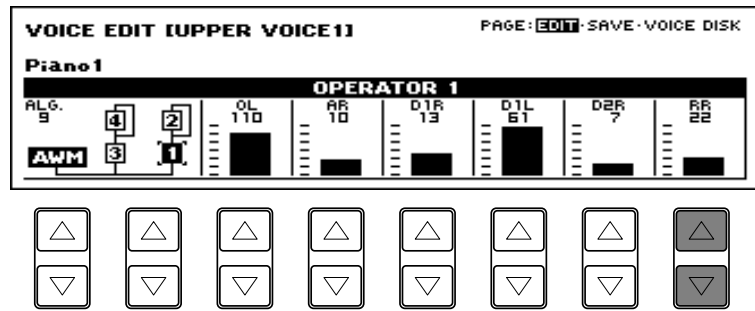 VOICE EDIT [UPPER VOICE1]
PAGE:EDIT·SAVE·VOICE DISK
Piano1
OPERATOR 1
ALG. OL AR D1R D1L D2R RR
9 110 10 13 61 7 22
4 2
AWM 3 1